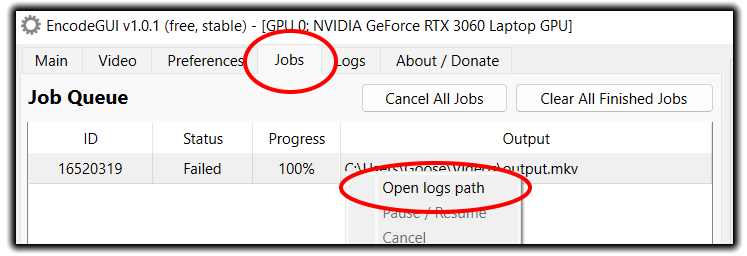 EncodeGUI v1.0.1 (free, stable) - [GPU 0: NVIDIA GeForce RTX 3060 Laptop GPU]
Main Video Preferences Jobs Logs About / Donate
Job Queue Cancel All Jobs Clear All Finished Jobs
ID Status Progress Output
16520319 Failed 100% C:\Users\Goose\Videos\output.mkv
Open logs path
Pause / Resume
Cancel